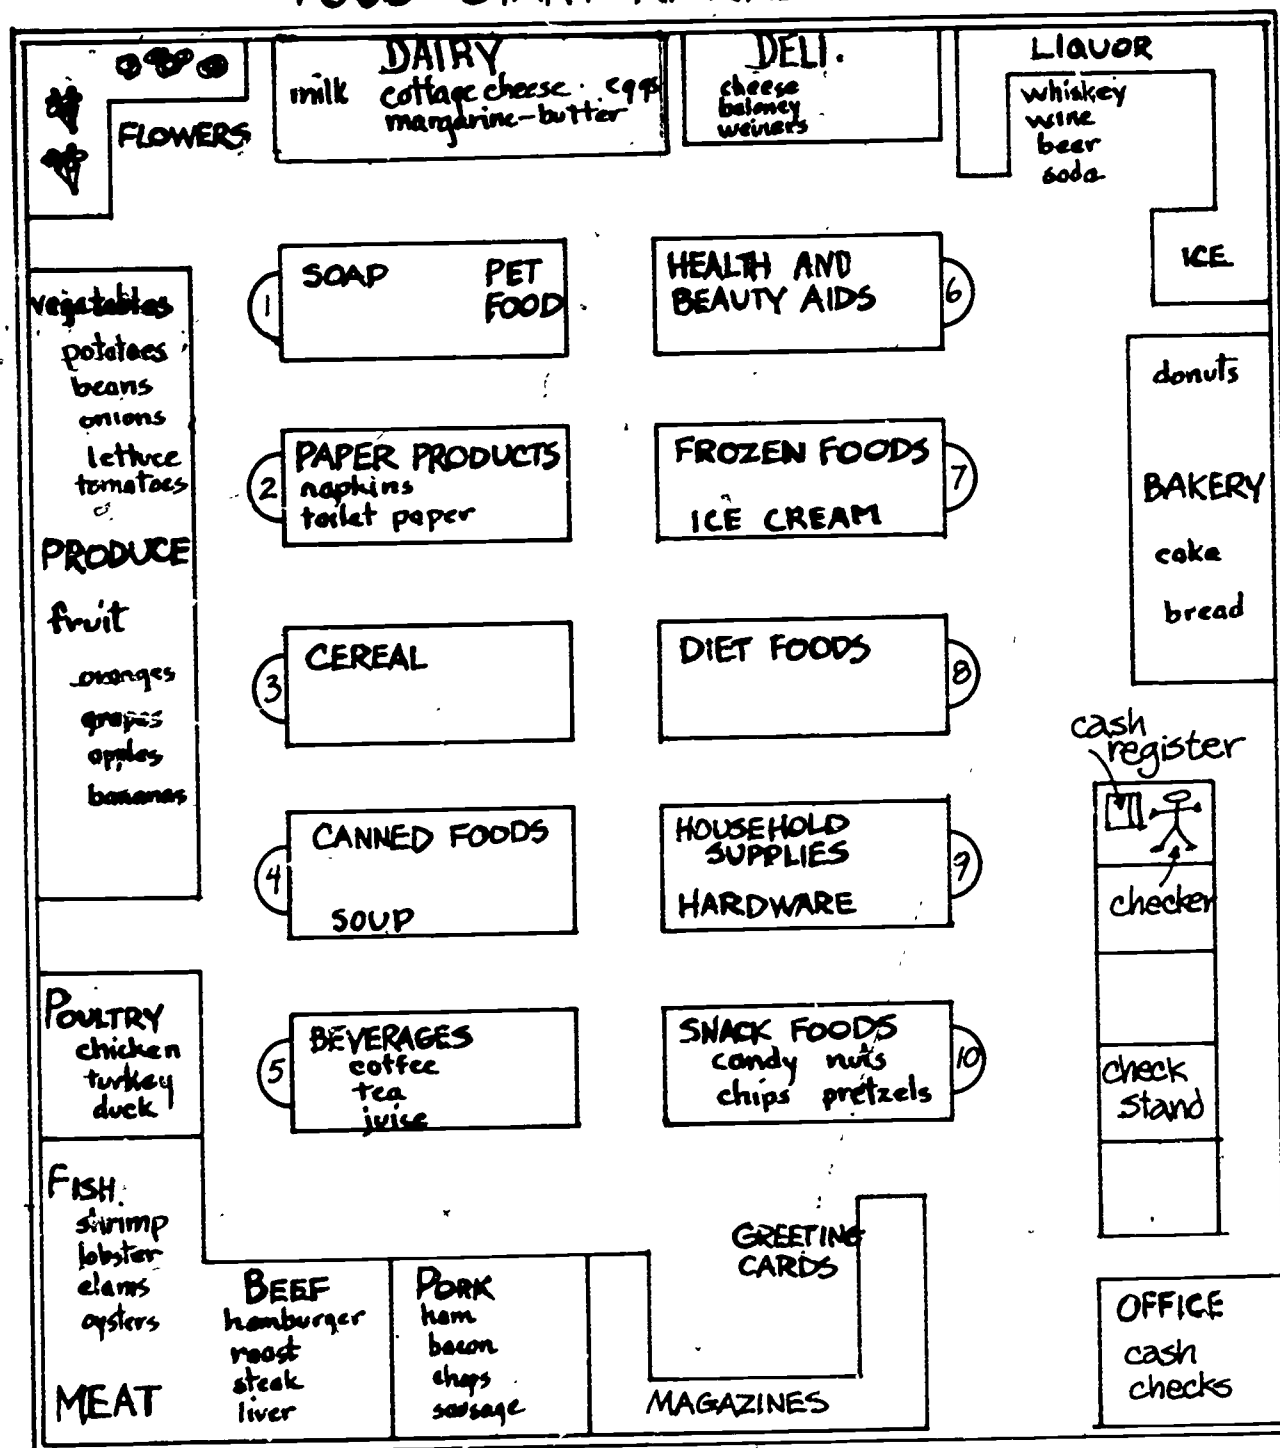 DAIRY
milk cottage cheese . eggs
margarine-butter
DELI.
cheese
baloney
weiners
LIQUOR
whiskey
wine
beer
soda
FLOWERS
ICE
vegetables
potatoes
beans
onions
lettuce
tomatoes
PRODUCE
fruit
oranges
grapes
apples
bananas
1
SOAP PET
FOOD
6
HEALTH AND
BEAUTY AIDS
2
PAPER PRODUCTS
napkins
toilet paper
7
FROZEN FOODS
ICE CREAM
3
CEREAL
8
DIET FOODS
4
CANNED FOODS
SOUP
9
HOUSEHOLD
SUPPLIES
HARDWARE
5
BEVERAGES
coffee
tea
juice
10
SNACK FOODS
candy nuts
chips pretzels
donuts
BAKERY
cake
bread
cash
register
checker
check
stand
POULTRY
chicken
turkey
duck
FISH
shrimp
lobster
clams
oysters
MEAT
BEEF
hamburger
roast
steak
liver
PORK
ham
bacon
chops
sausage
GREETING
CARDS
MAGAZINES
OFFICE
cash
checks